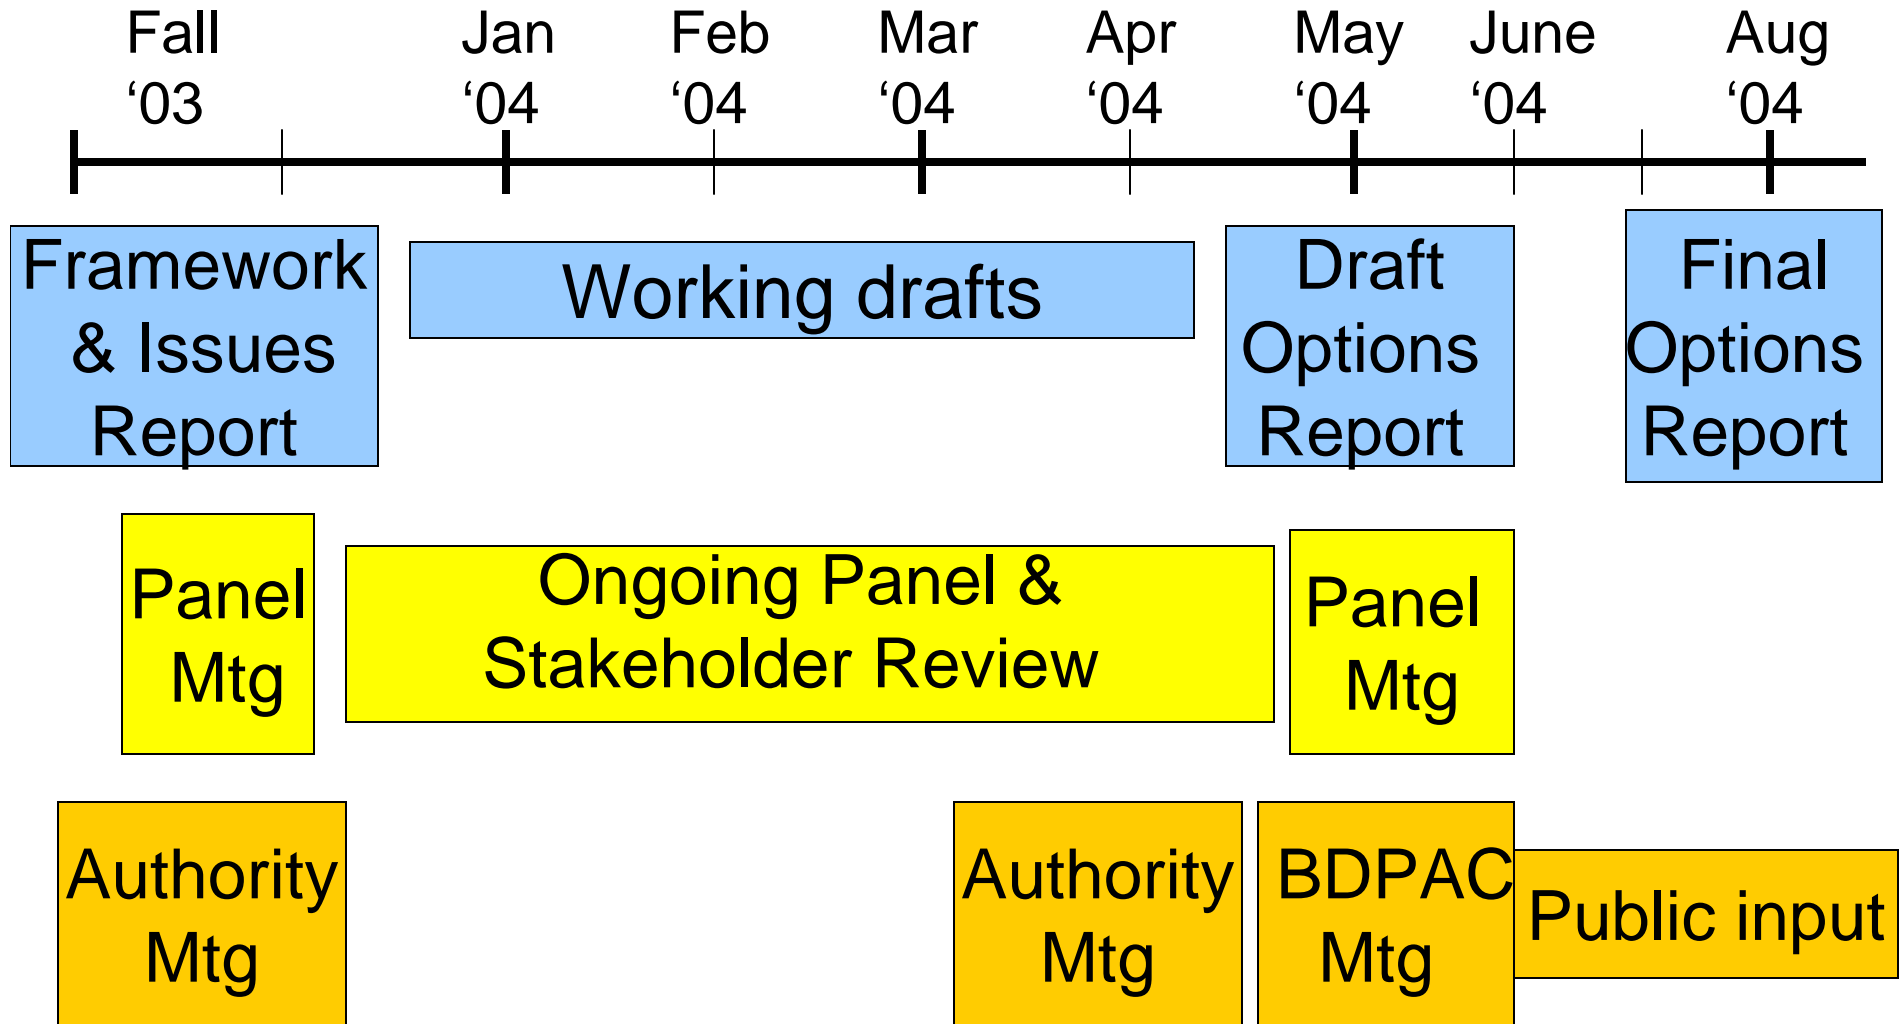 Fall Jan Feb Mar Apr May June Aug
‘03 ‘04 ‘04 ‘04 ‘04 ‘04 ‘04 ‘04
Framework
& Issues
Report
Working drafts
Draft
Options
Report
Final
Options
Report
Panel
Mtg
Ongoing Panel &
Stakeholder Review
Panel
Mtg
Authority
Mtg
Authority
Mtg
BDPAC
Mtg
Public input